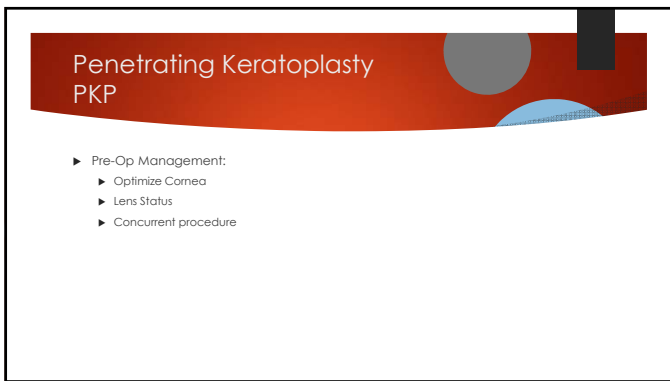 Penetrating Keratoplasty
PKP
Pre-Op Management:
Optimize Cornea
Lens Status
Concurrent procedure